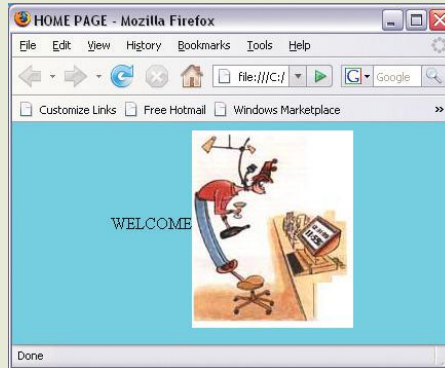 HOME PAGE - Mozilla Firefox
File Edit View History Bookmarks Tools Help
file:///C:/ G Google
Customize Links Free Hotmail Windows Marketplace »
WELCOME
Done